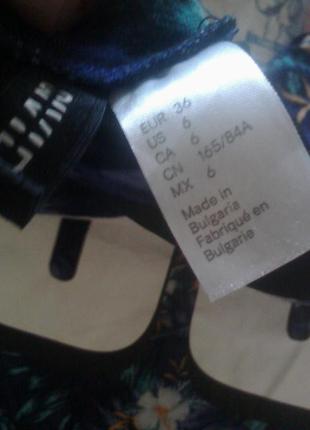 EUR 36
US 6
CA 6
CN 165/84A
MX 6
Made in
Bulgaria
Fabriqué en
Bulgarie